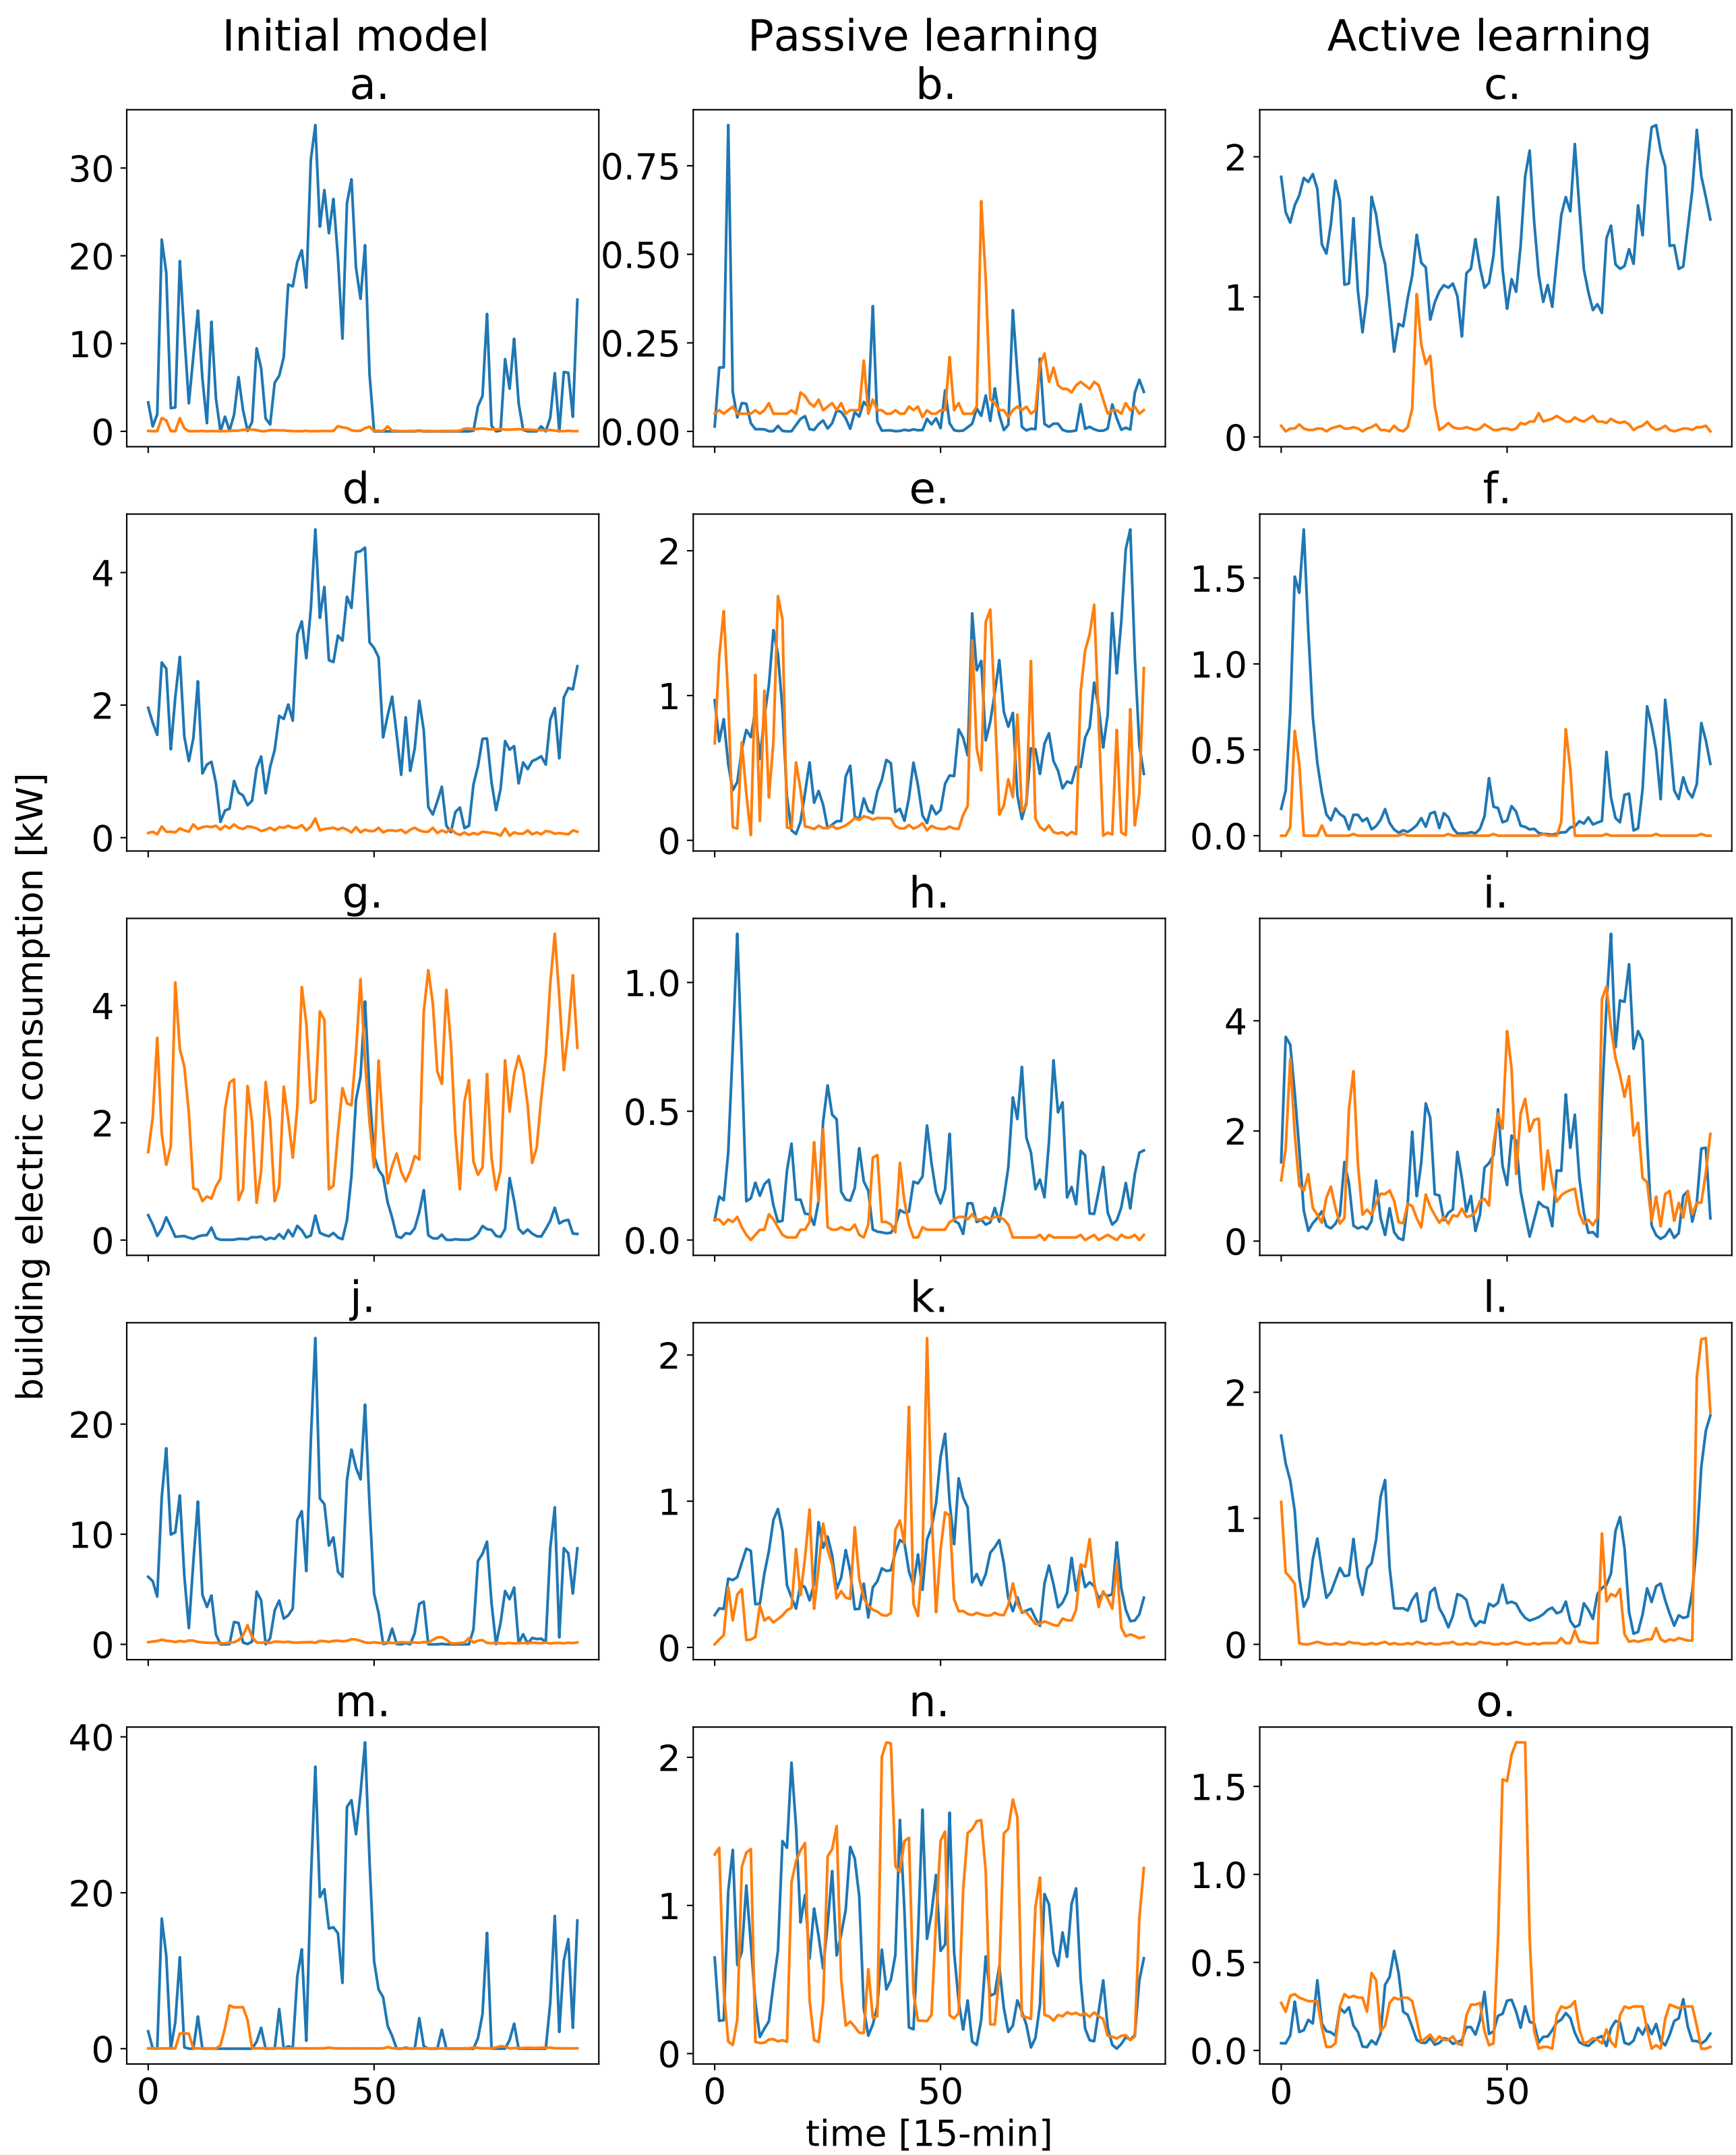 Initial model
Passive learning
Active learning
a.
b.
c.
30
20
10
0
0.75
0.50
0.25
0.00
2
1
0
d.
e.
f.
4
2
0
2
1
0
1.5
1.0
0.5
0.0
g.
h.
i.
4
2
0
1.0
0.5
0.0
4
2
0
j.
k.
l.
20
10
0
2
1
0
2
1
0
m.
n.
o.
40
20
0
2
1
0
1.5
1.0
0.5
0.0
0
50
0
50
0
50
time [15-min]
building electric consumption [kW]